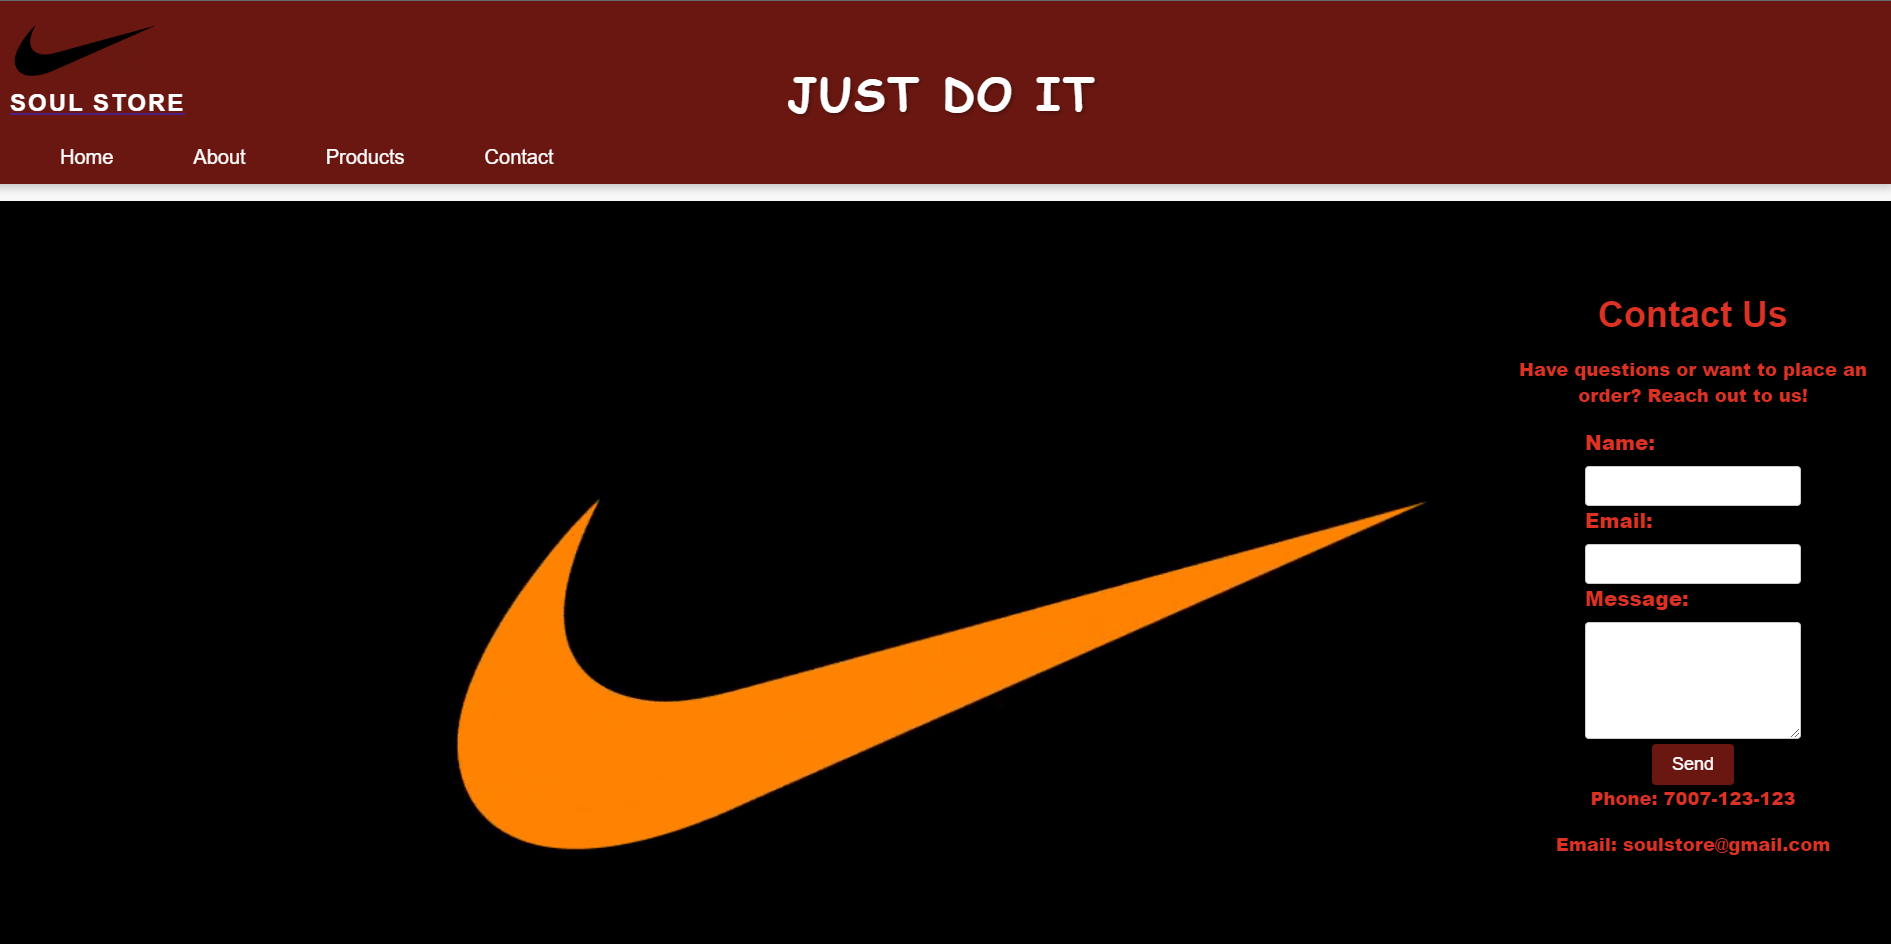 SOUL STORE
JUST DO IT
Home About Products Contact
Contact Us
Have questions or want to place an
order? Reach out to us!
Name:
Email:
Message:
Send
Phone: 7007-123-123
Email: soulstore@gmail.com